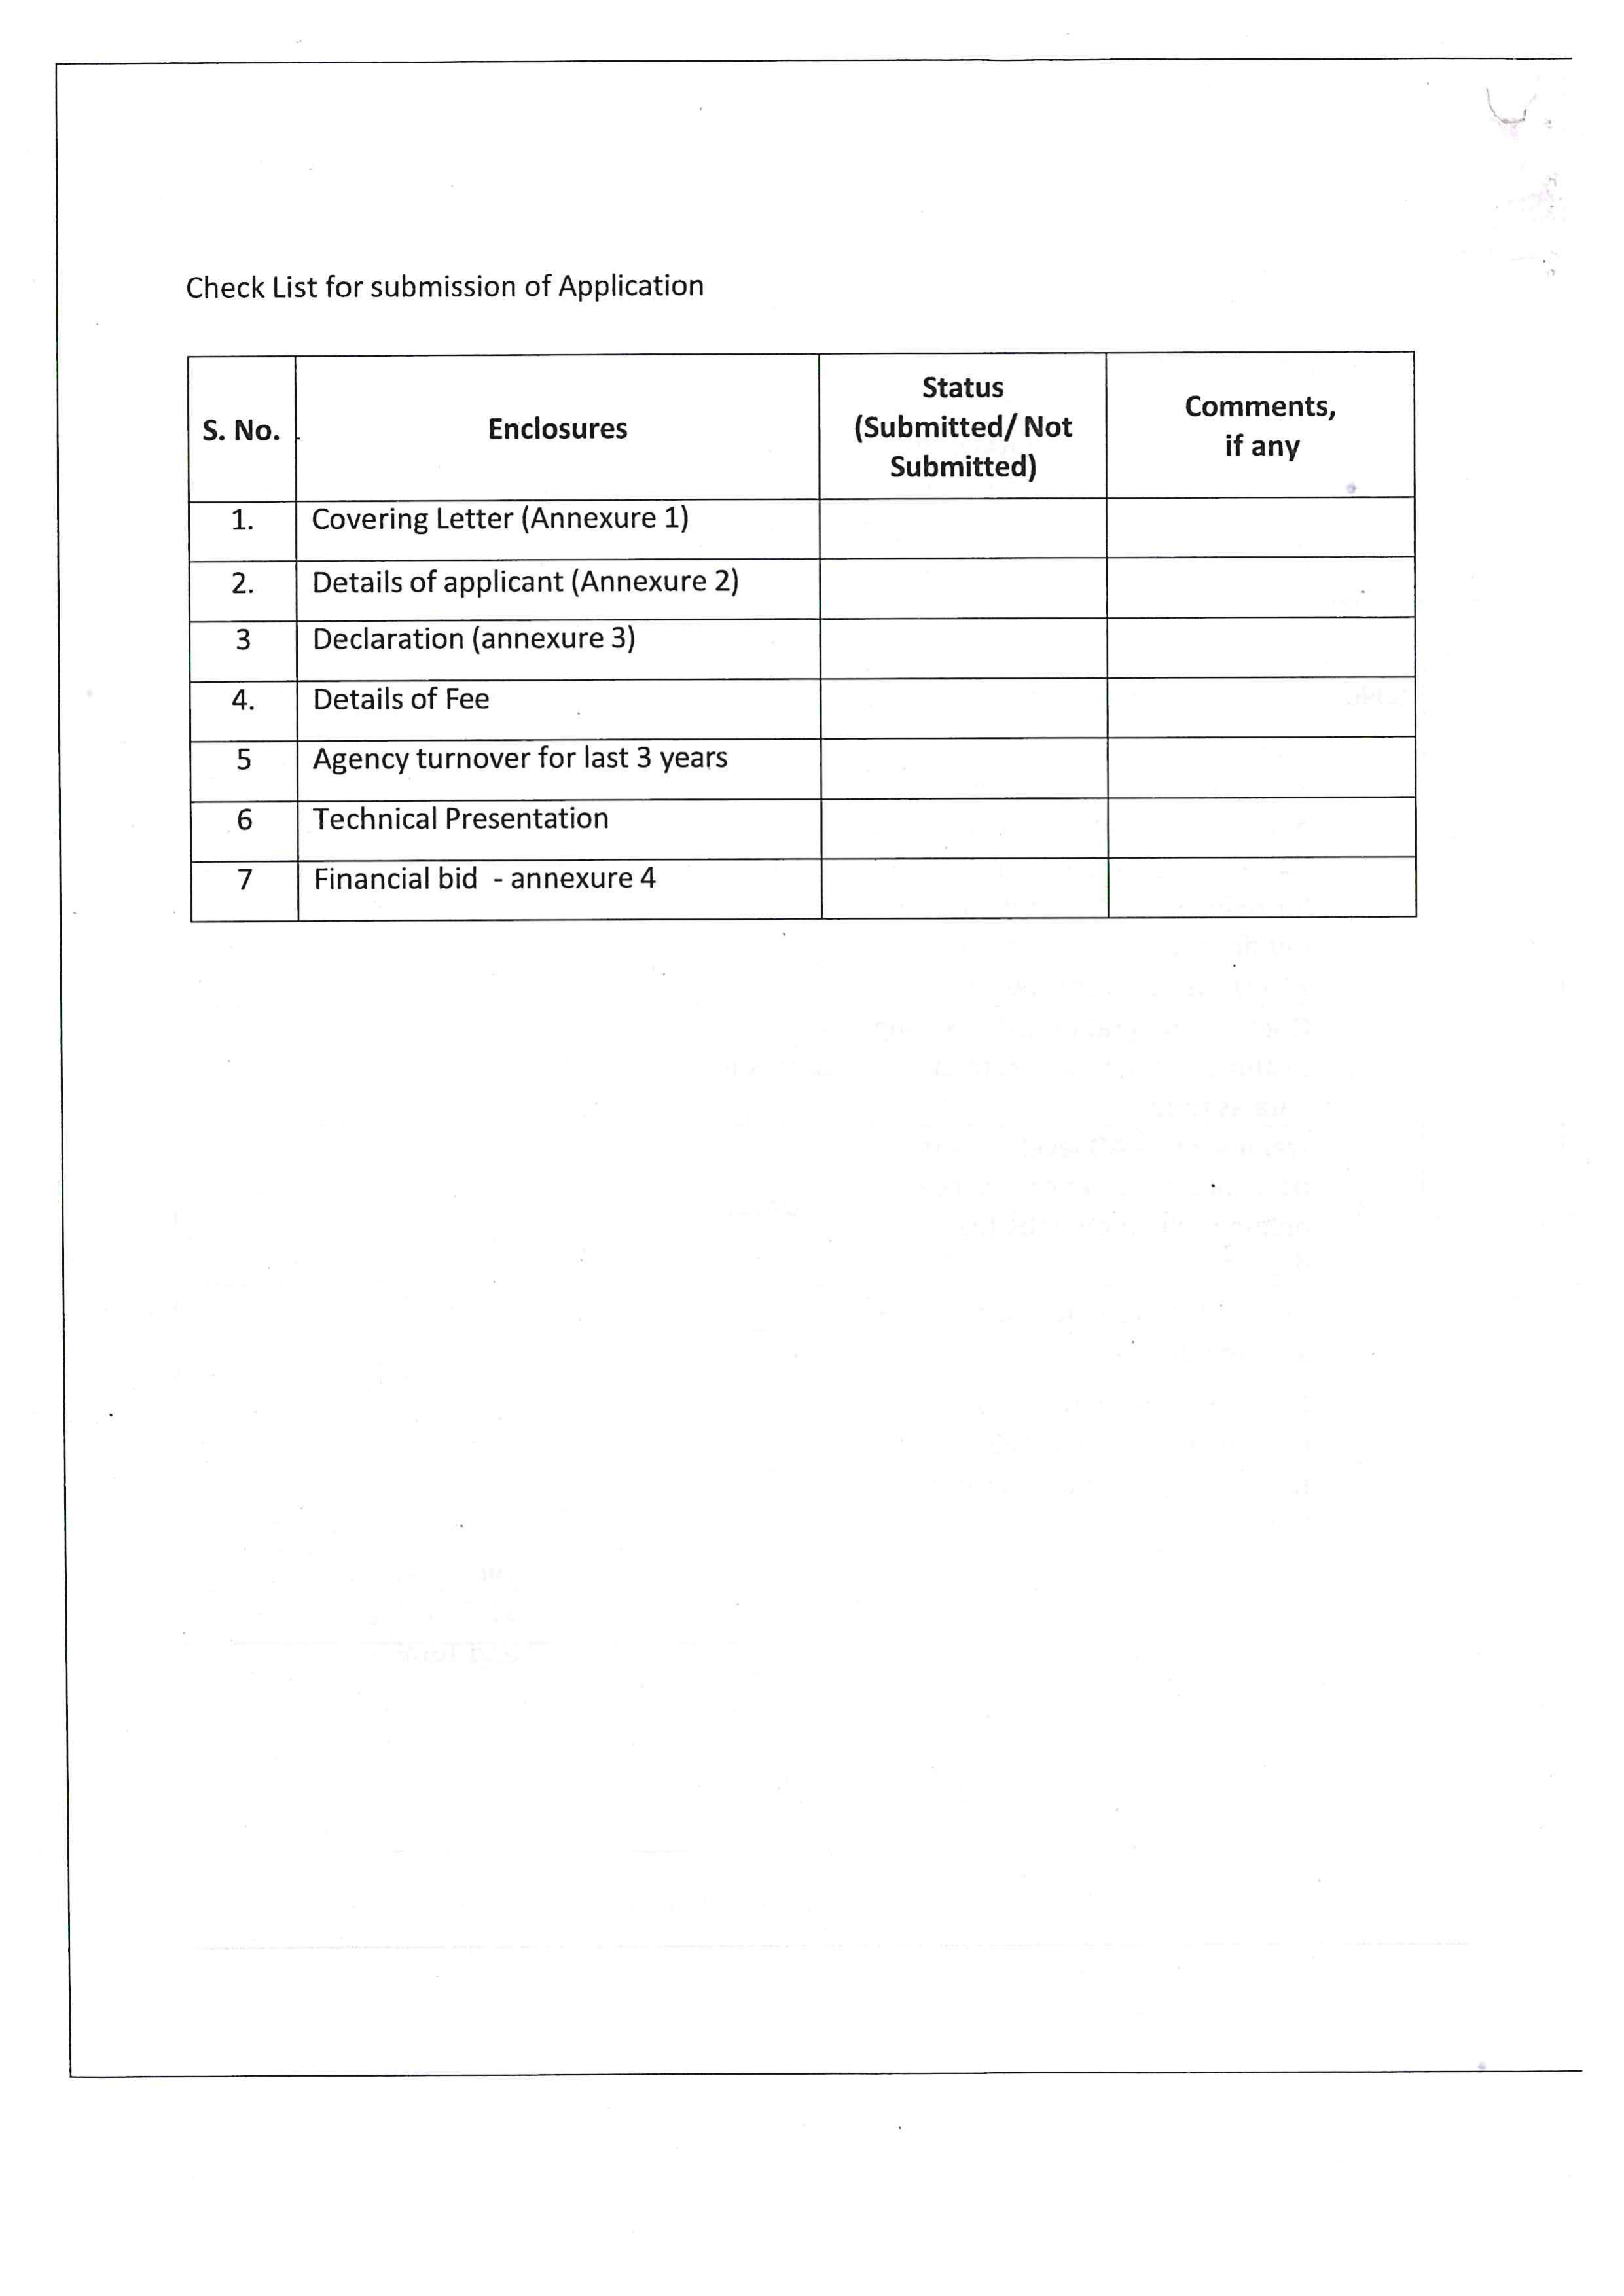 Check List for submission of Application
S. No. Enclosures Status (Submitted/ Not Submitted) Comments, if any
1. Covering Letter (Annexure 1)
2. Details of applicant (Annexure 2)
3 Declaration (annexure 3)
4. Details of Fee
5 Agency turnover for last 3 years
6 Technical Presentation
7 Financial bid - annexure 4